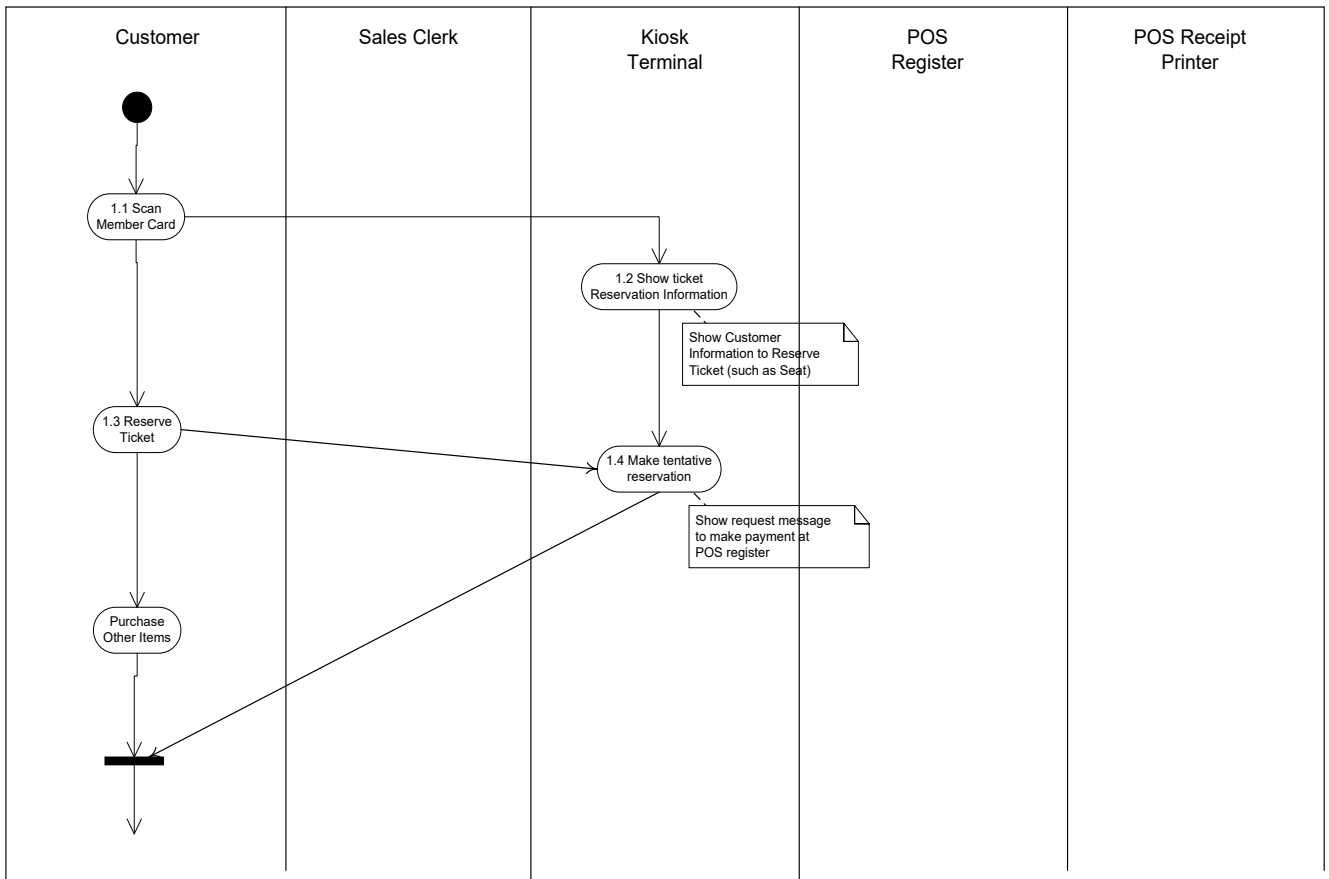 Customer
Sales Clerk
Kiosk
Terminal
POS
Register
POS Receipt
Printer
1.1 Scan
Member Card
1.2 Show ticket
Reservation Information
Show Customer
Information to Reserve
Ticket (such as Seat)
1.3 Reserve
Ticket
1.4 Make tentative
reservation
Show request message
to make payment at
POS register
Purchase
Other Items